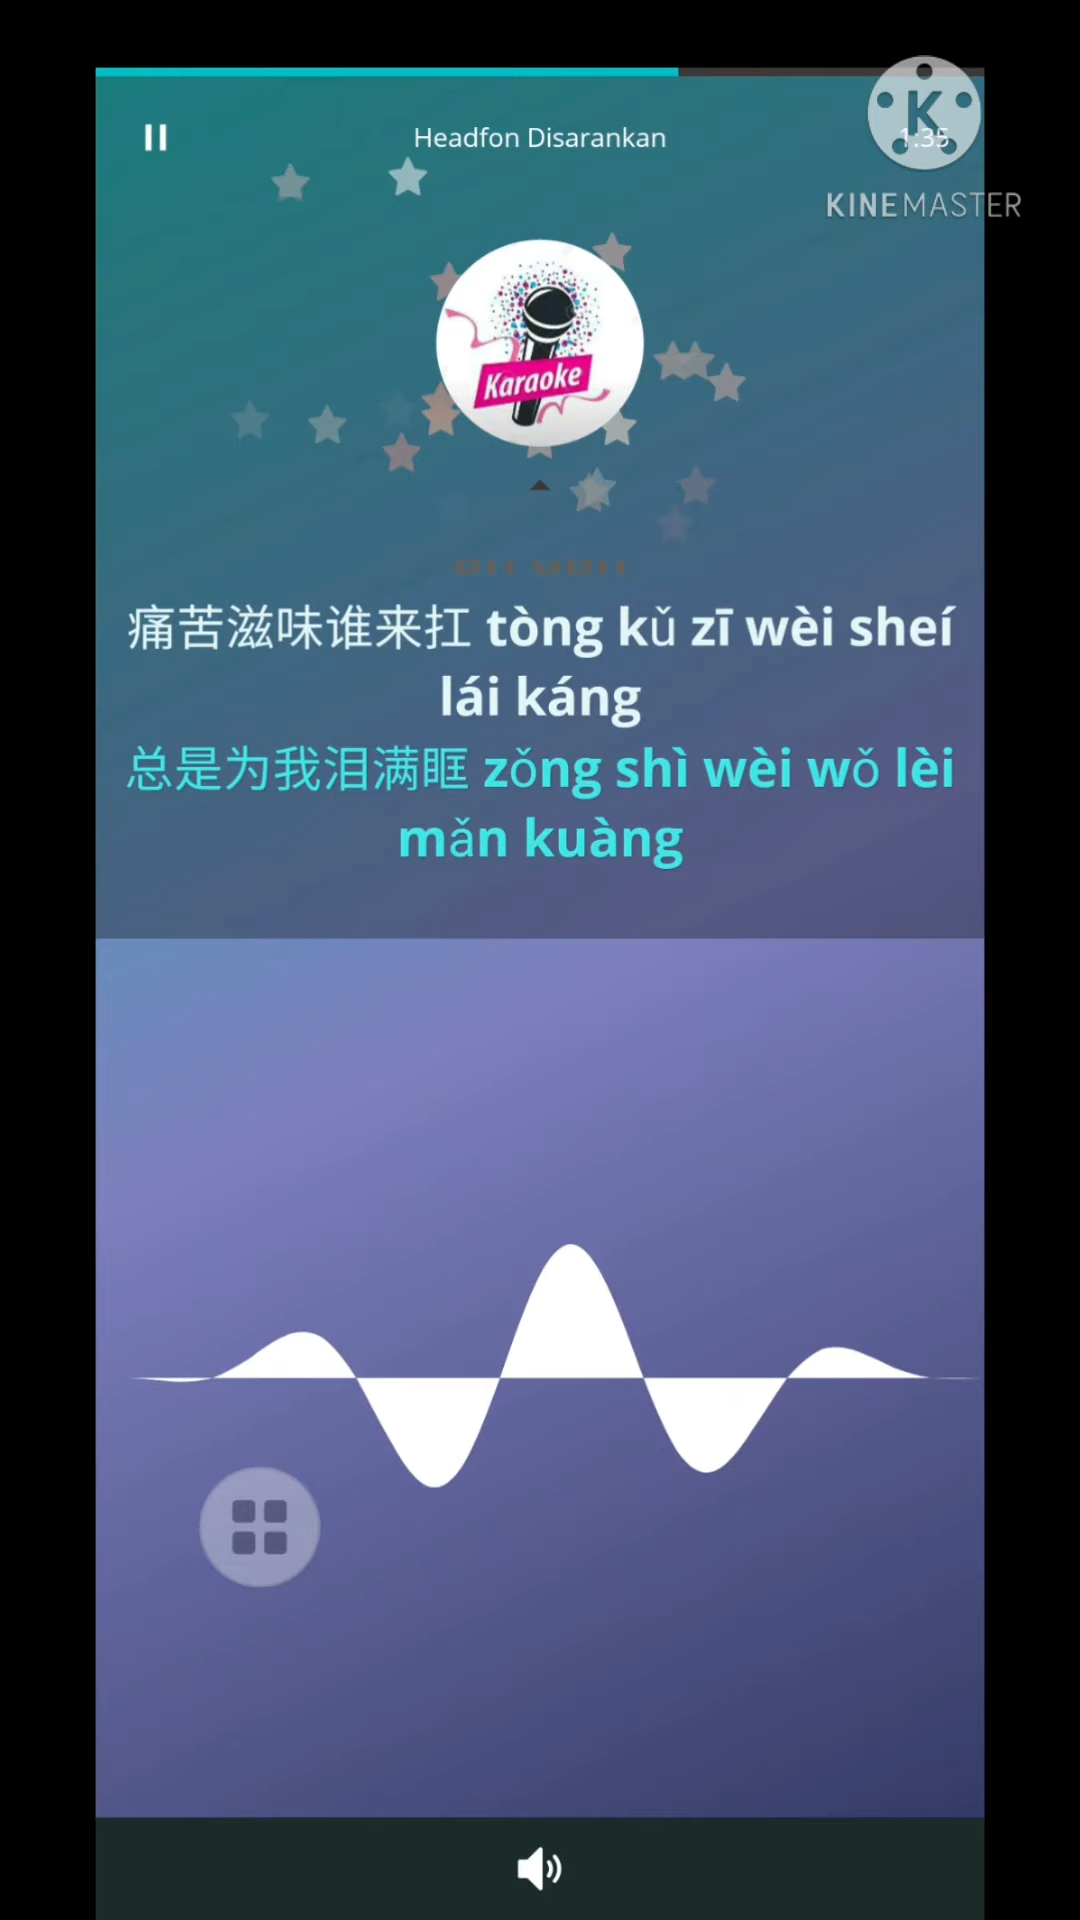 Headfon Disarankan
1:35
KINEMASTER
Karaoke
痛苦滋味谁来扛 tòng kǔ zī wèi sheí
lái káng
总是为我泪满眶 zǒng shì wèi wǒ lèi
mǎn kuàng